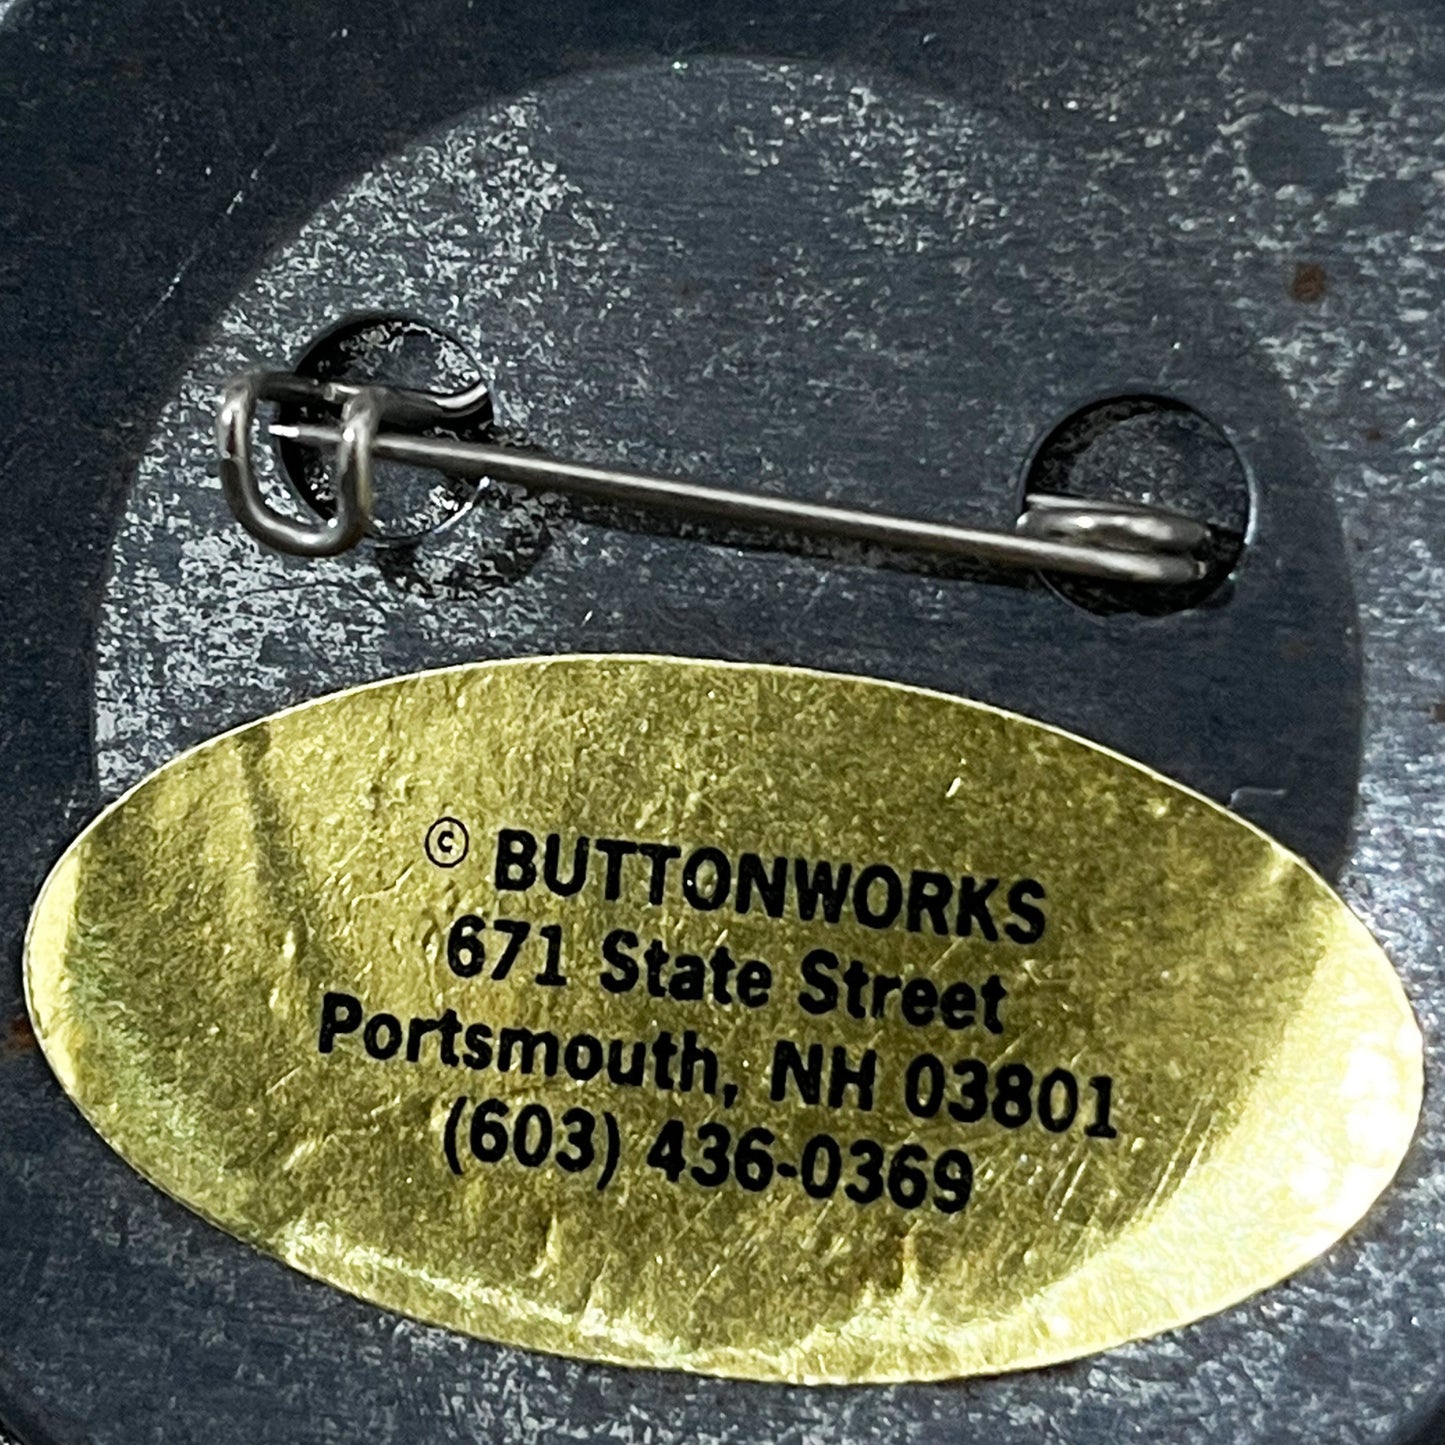 © BUTTONWORKS
671 State Street
Portsmouth, NH 03801
(603) 436-0369